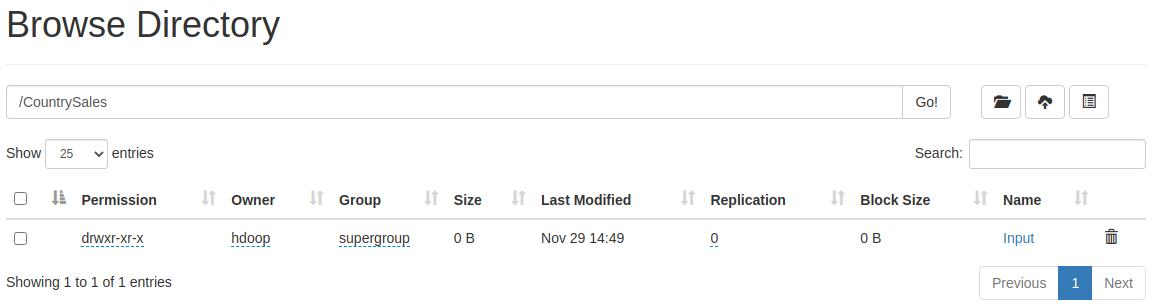 Browse Directory
/CountrySales Go!
Show 25 entries Search:
Permission Owner Group Size Last Modified Replication Block Size Name
drwxr-xr-x hdoop supergroup 0 B Nov 29 14:49 0 0 B Input
Showing 1 to 1 of 1 entries Previous 1 Next